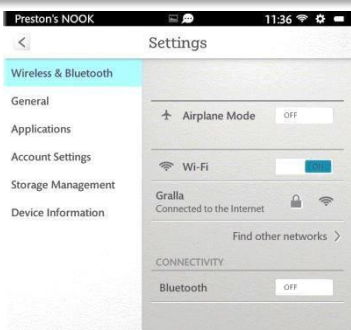 Preston's NOOK 11:36
Settings
Wireless & Bluetooth
General
Applications
Account Settings
Storage Management
Device Information
Airplane Mode OFF
Wi-Fi ON
Gralla
Connected to the Internet
Find other networks >
CONNECTIVITY
Bluetooth OFF